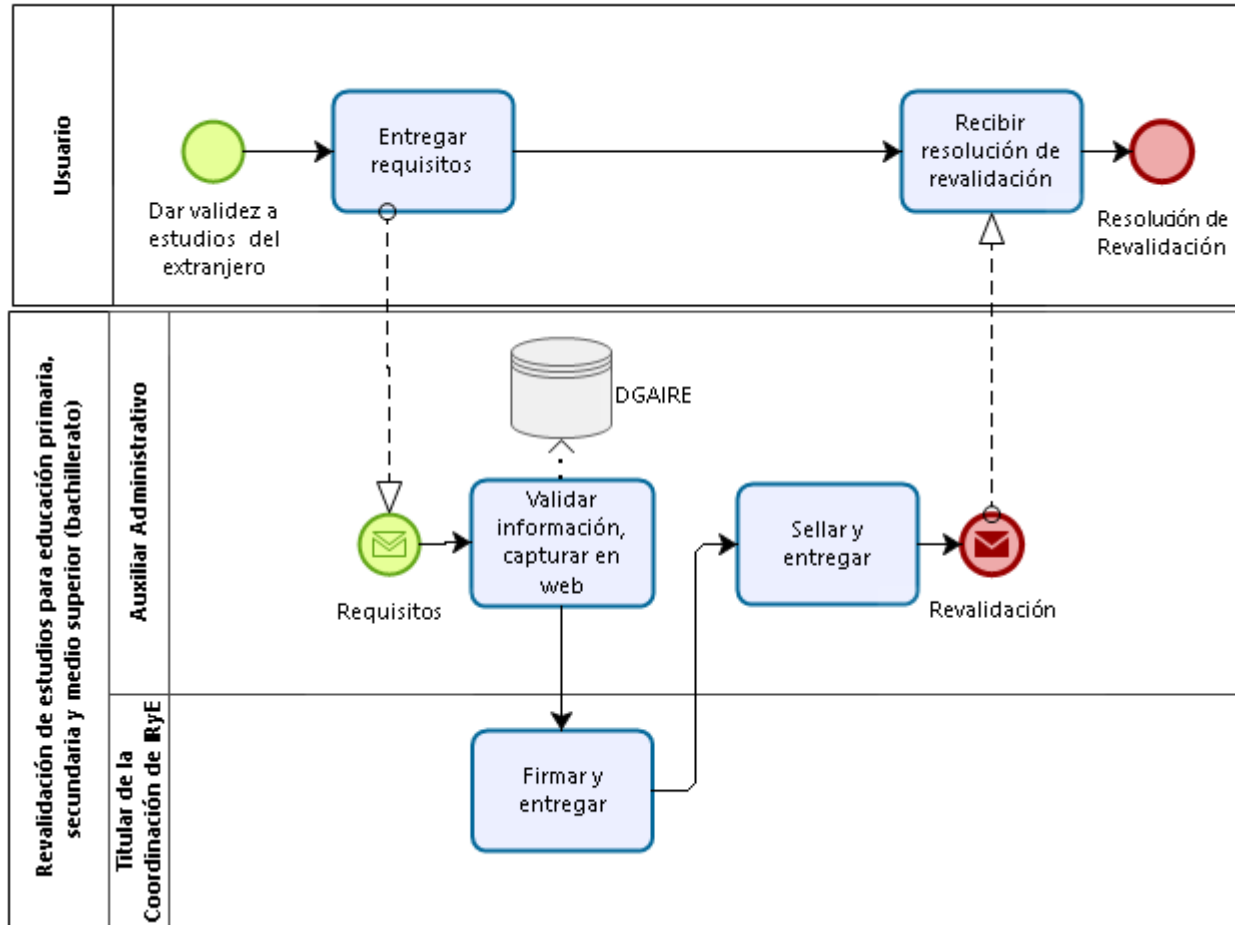 Usuario
Entregar
requisitos
Recibir
resolución de
revalidación
Dar validez a
estudios del
extranjero
Resolución de
Revalidación
Revalidación de estudios para educación primaria,
secundaria y medio superior (bachillerato)
Auxiliar Administrativo
DGAIRE
Validar
información,
capturar en
web
Sellar y
entregar
Requisitos
Revalidación
Titular de la
Coordinación de RyE
Firmar y
entregar